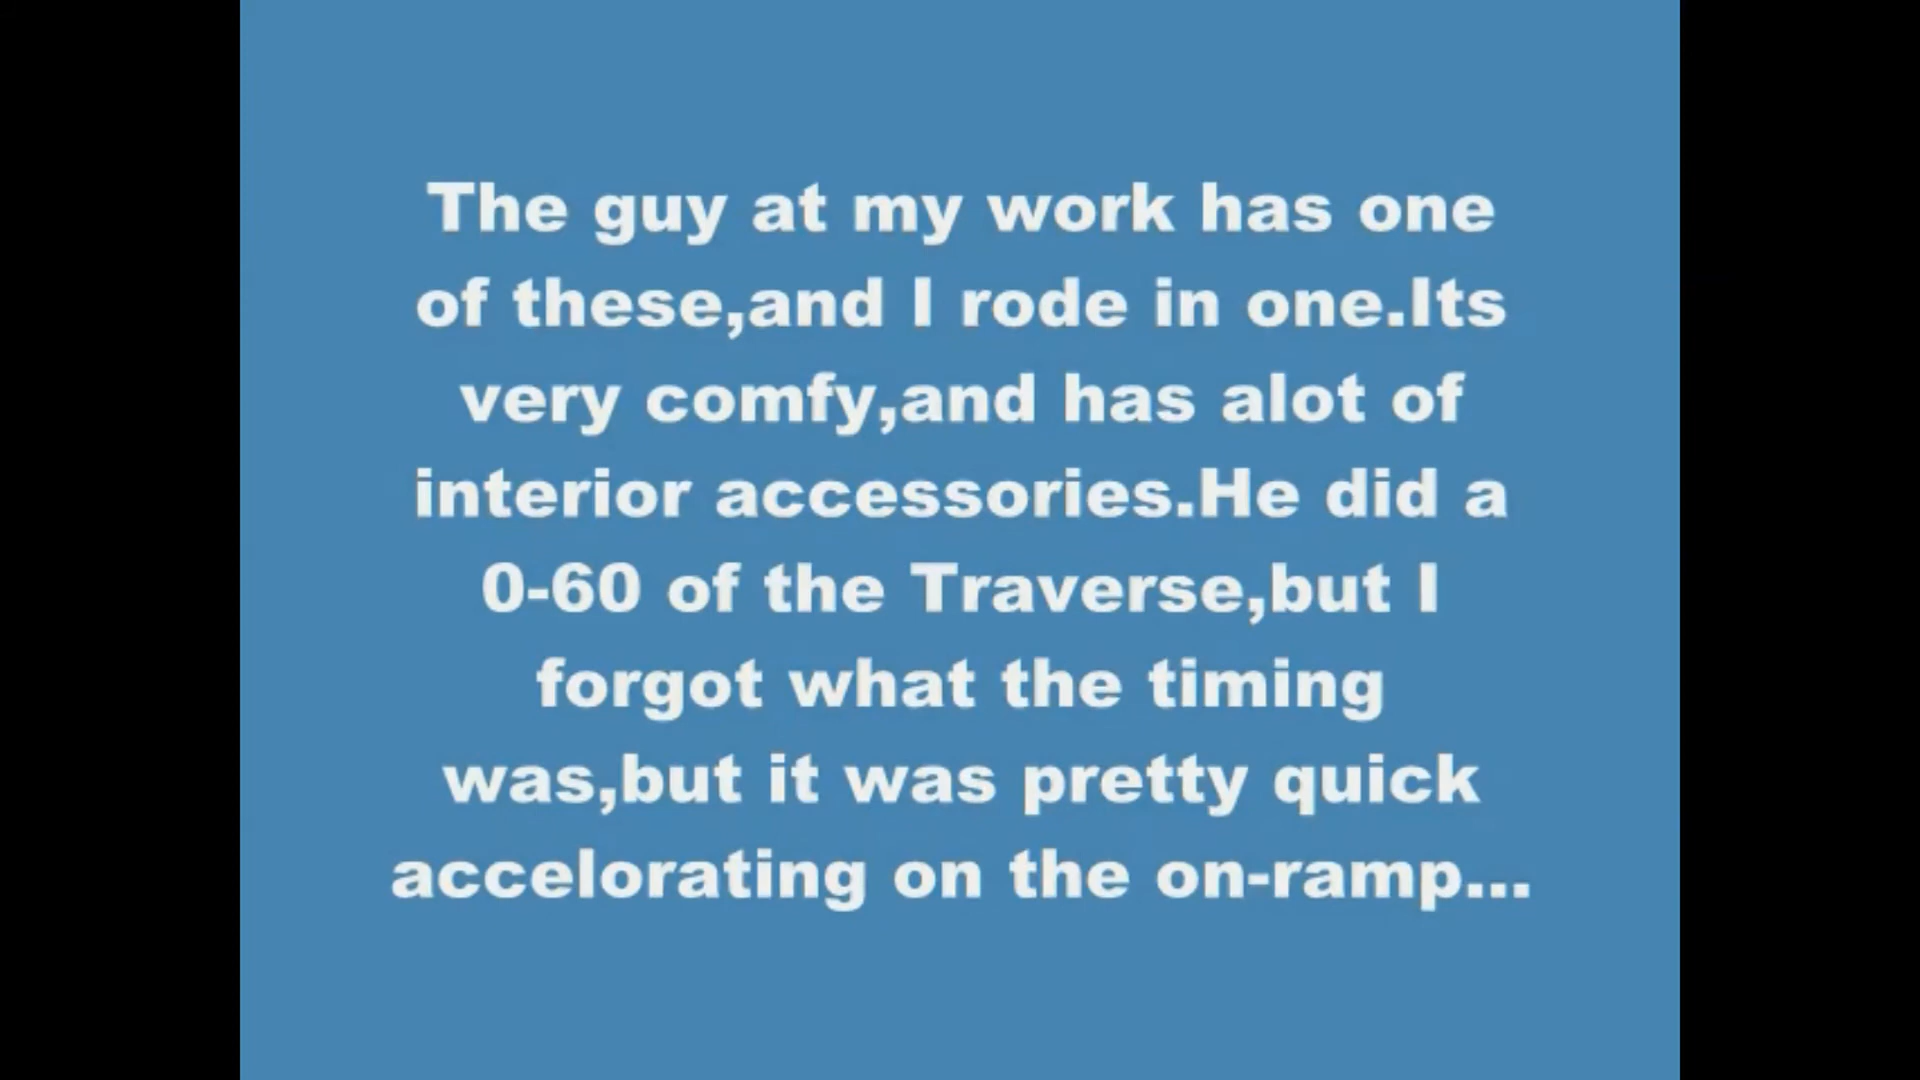 The guy at my work has one
of these,and I rode in one.Its
very comfy,and has alot of
interior accessories.He did a
0-60 of the Traverse,but I
forgot what the timing
was,but it was pretty quick
accelorating on the on-ramp...